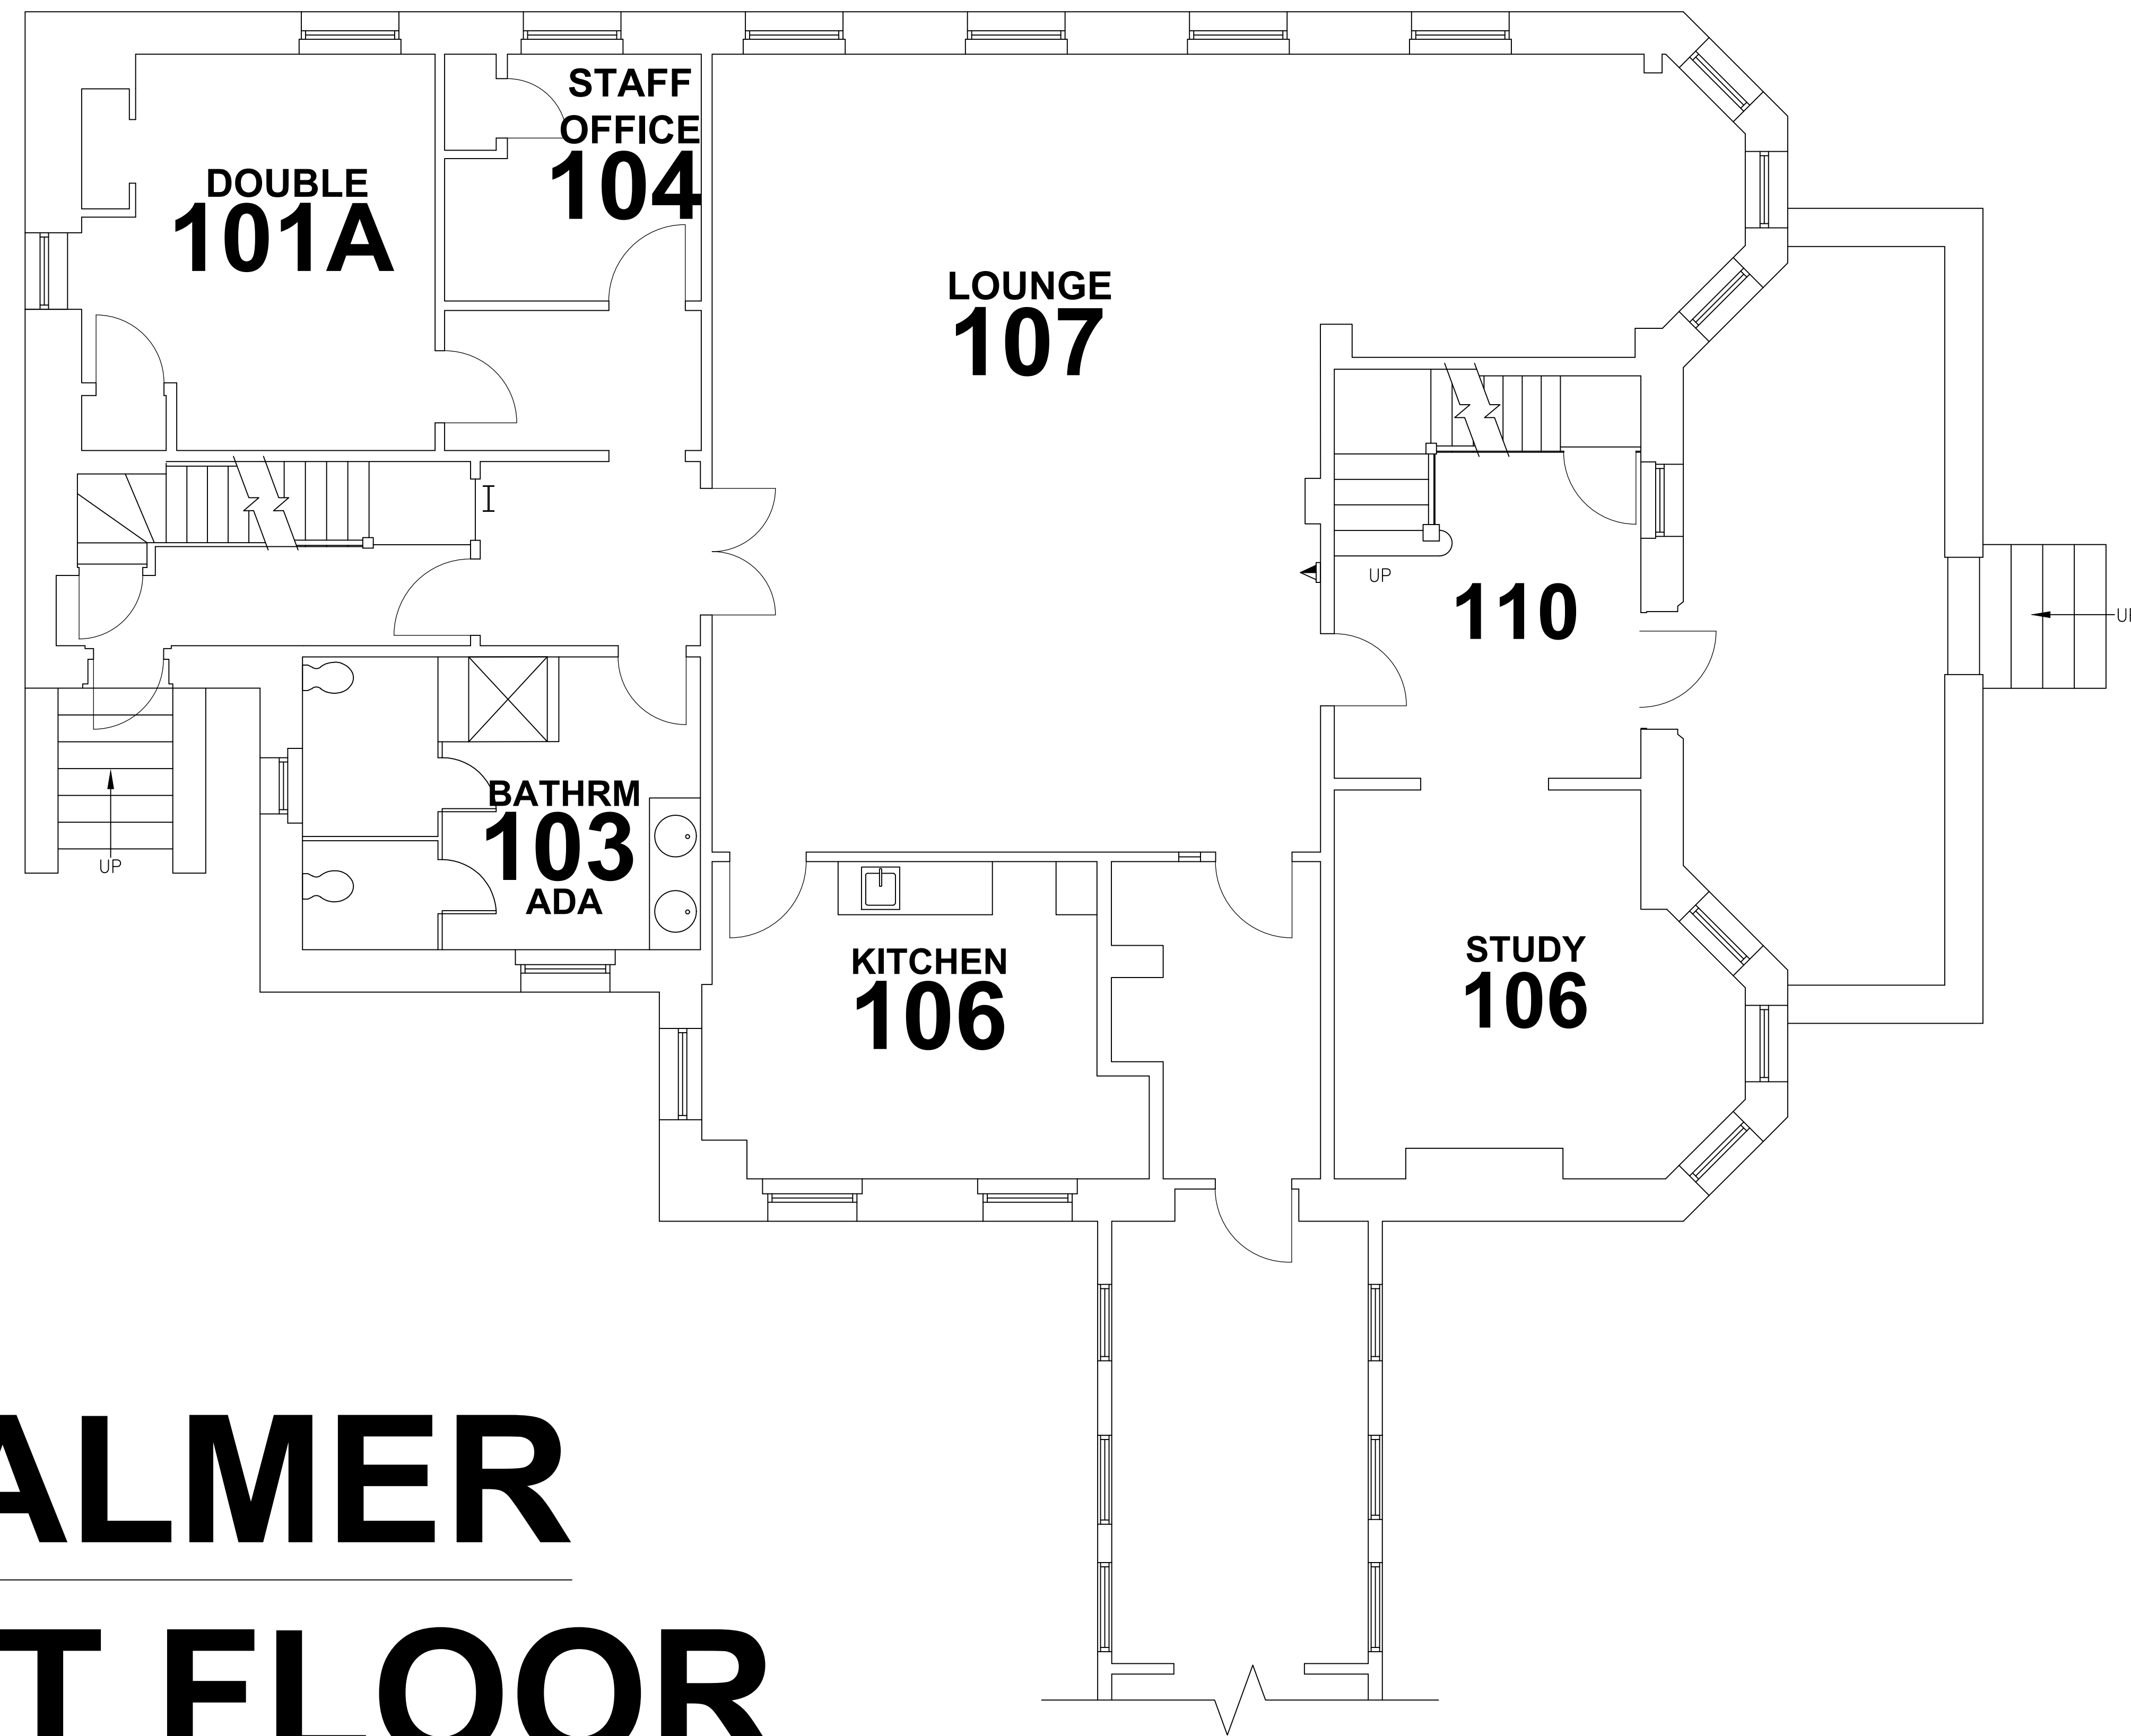 STAFF
OFFICE
104
DOUBLE
101A
LOUNGE
107
UP
110
UP
BATHRM
103
ADA
UP
KITCHEN
106
STUDY
106
ALMER
T FLOOR